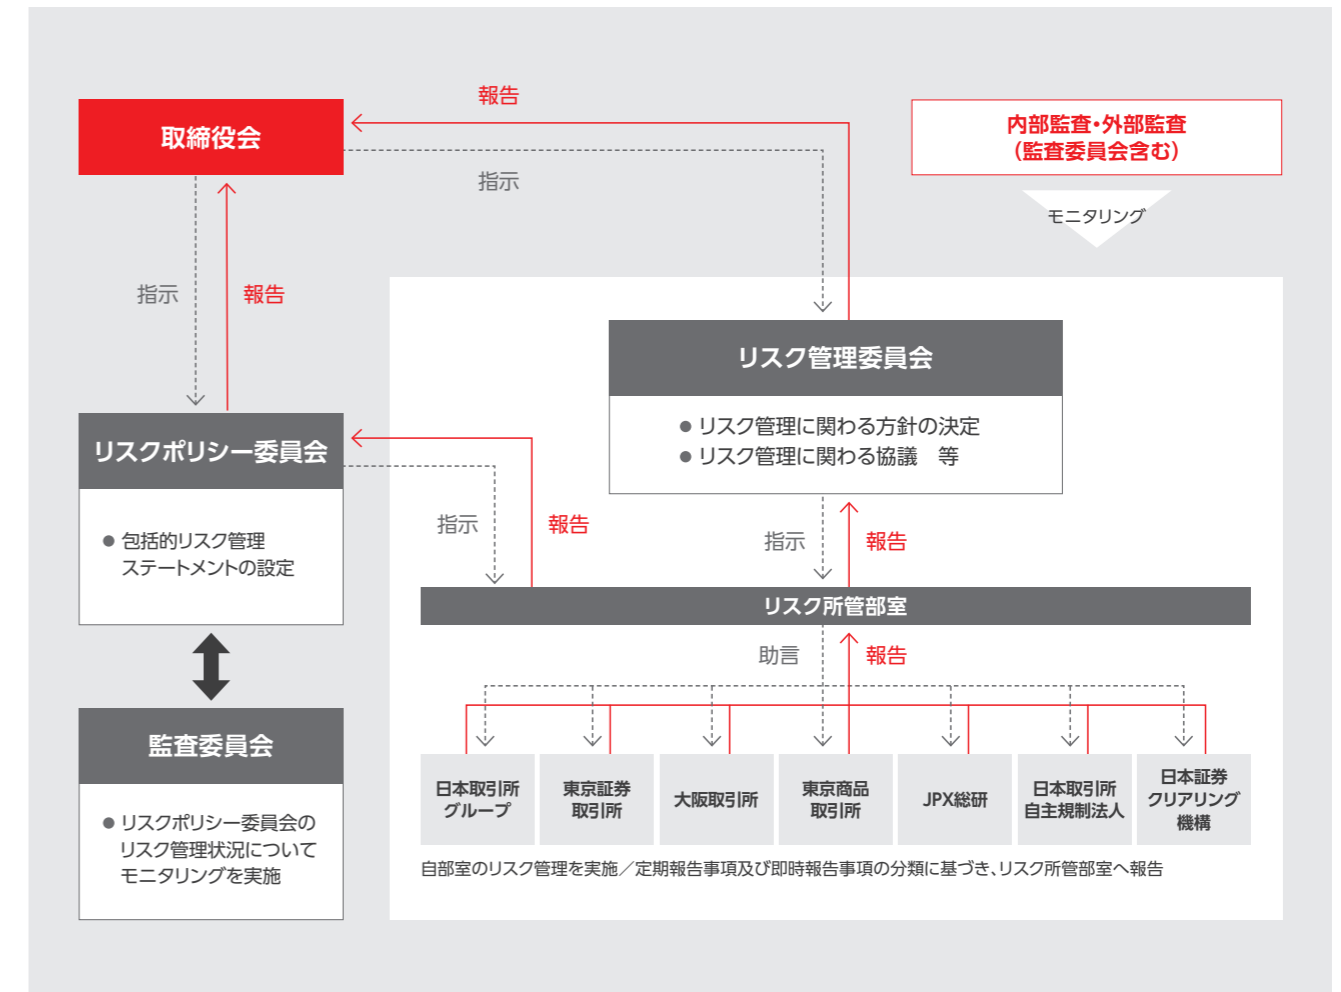 報告
取締役会
指示
内部監査・外部監査
（監査委員会含む）
モニタリング
指示
報告
リスク管理委員会
● リスク管理に関わる方針の決定
● リスク管理に関わる協議　等
リスクポリシー委員会
● 包括的リスク管理
ステートメントの設定
指示
報告
指示
報告
リスク所管部室
助言
報告
監査委員会
● リスクポリシー委員会の
リスク管理状況について
モニタリングを実施
日本取引所
グループ
東京証券
取引所
大阪取引所
東京商品
取引所
JPX総研
日本取引所
自主規制法人
日本証券
クリアリング
機構
自部室のリスク管理を実施／定期報告事項及び即時報告事項の分類に基づき、リスク所管部室へ報告